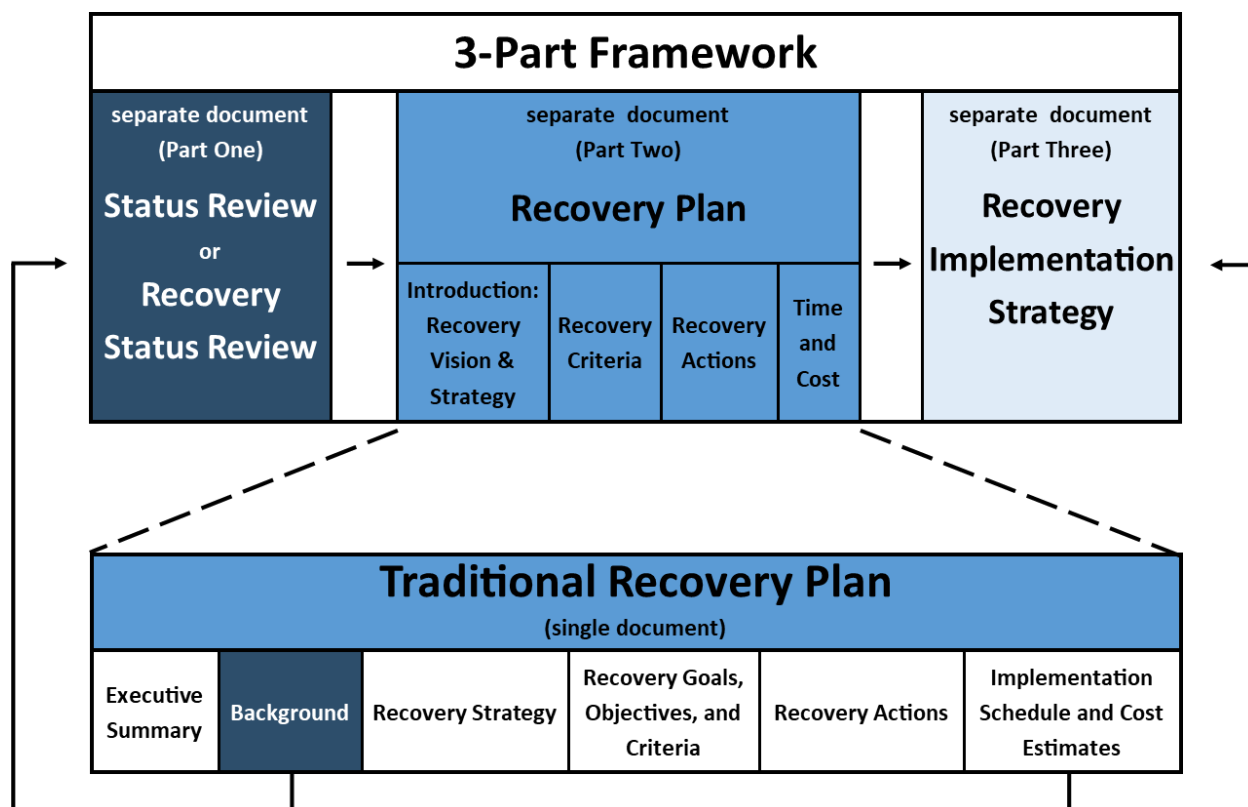 3-Part Framework
separate document
(Part One)
Status Review
or
Recovery
Status Review
separate document
(Part Two)
Recovery Plan
Introduction:
Recovery
Vision &
Strategy
Recovery
Criteria
Recovery
Actions
Time
and
Cost
separate document
(Part Three)
Recovery
Implementation
Strategy
Traditional Recovery Plan
(single document)
Executive
Summary
Background
Recovery Strategy
Recovery Goals,
Objectives, and
Criteria
Recovery Actions
Implementation
Schedule and Cost
Estimates